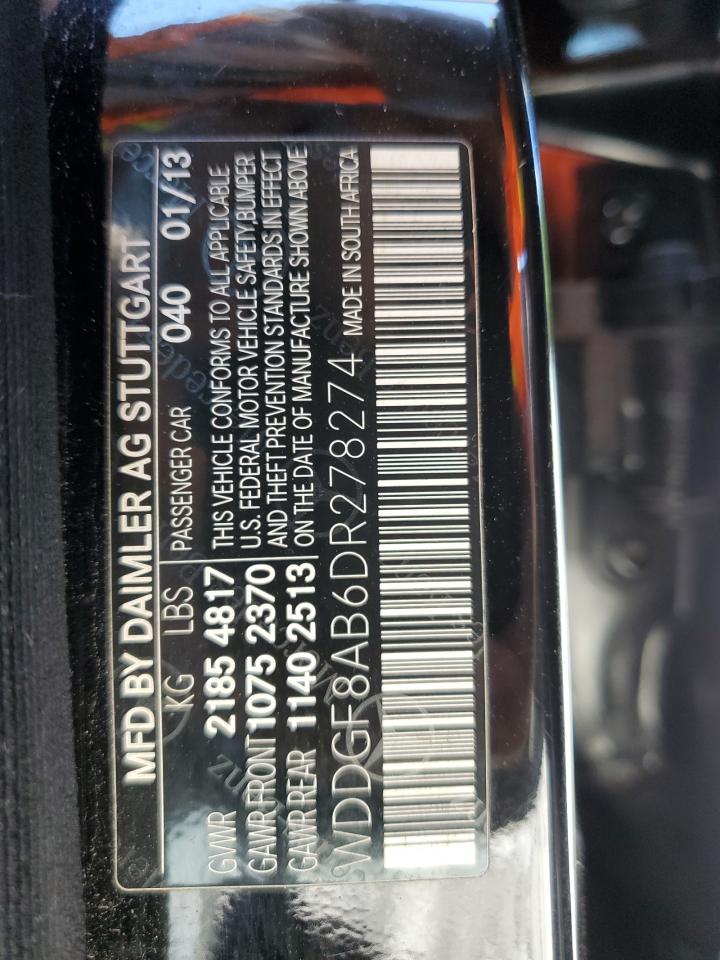 MFD BY DAIMLER AG STUTTGART
KG LBS PASSENGER CAR 040 01/13
GVWR 2185 4817 THIS VEHICLE CONFORMS TO ALL APPLICABLE
U.S. FEDERAL MOTOR VEHICLE SAFETY,BUMPER
GAWR FRONT 1075 2370 AND THEFT PREVENTION STANDARDS IN EFFECT
GAWR REAR 1140 2513 ON THE DATE OF MANUFACTURE SHOWN ABOVE
WDDGF8AB6DR278274 MADE IN SOUTH AFRICA